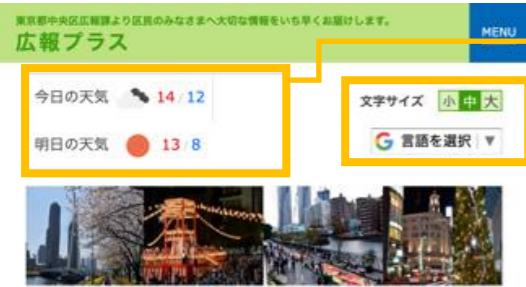 東京都中央区広報課より区民のみなさまへ大切な情報をいち早くお届けします。
広報プラス
MENU
今日の天気 14/12
明日の天気 13/8
文字サイズ 小 中 大
G 言語を選択 ▼